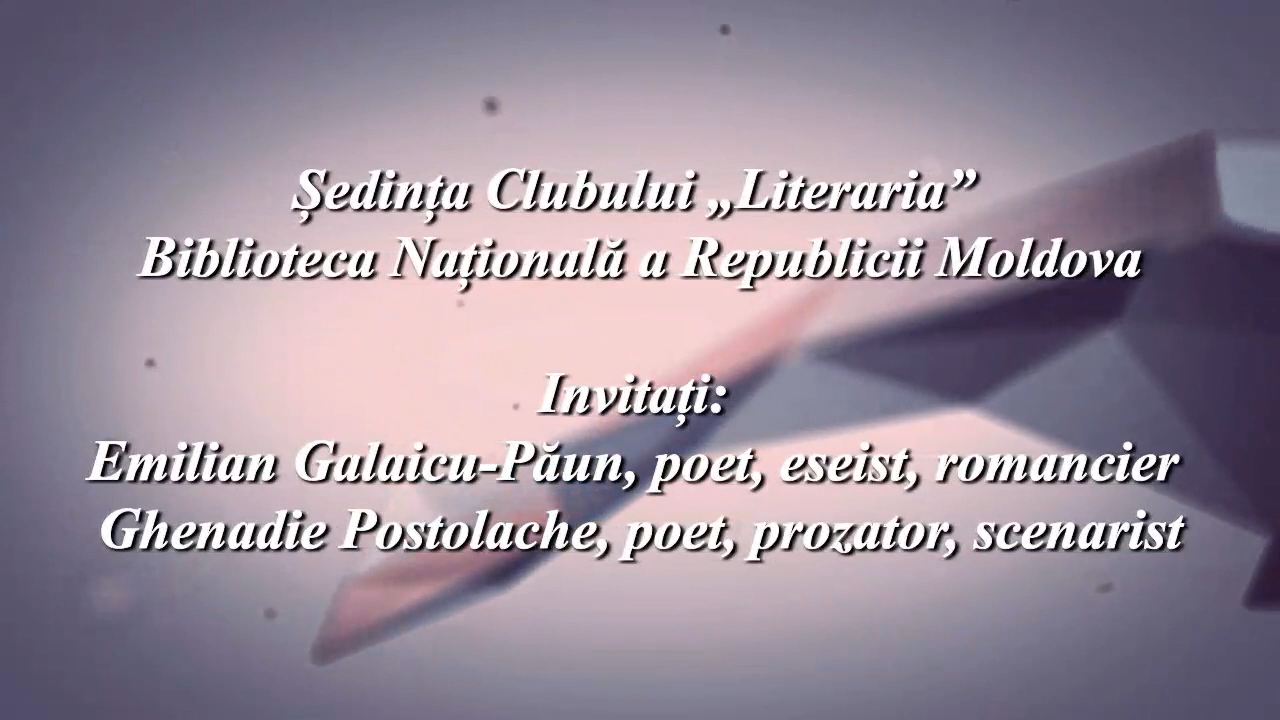 Ședința Clubului „Literaria”
Biblioteca Națională a Republicii Moldova
Invitați:
Emilian Galaicu-Păun, poet, eseist, romancier
Ghenadie Postolache, poet, prozator, scenarist